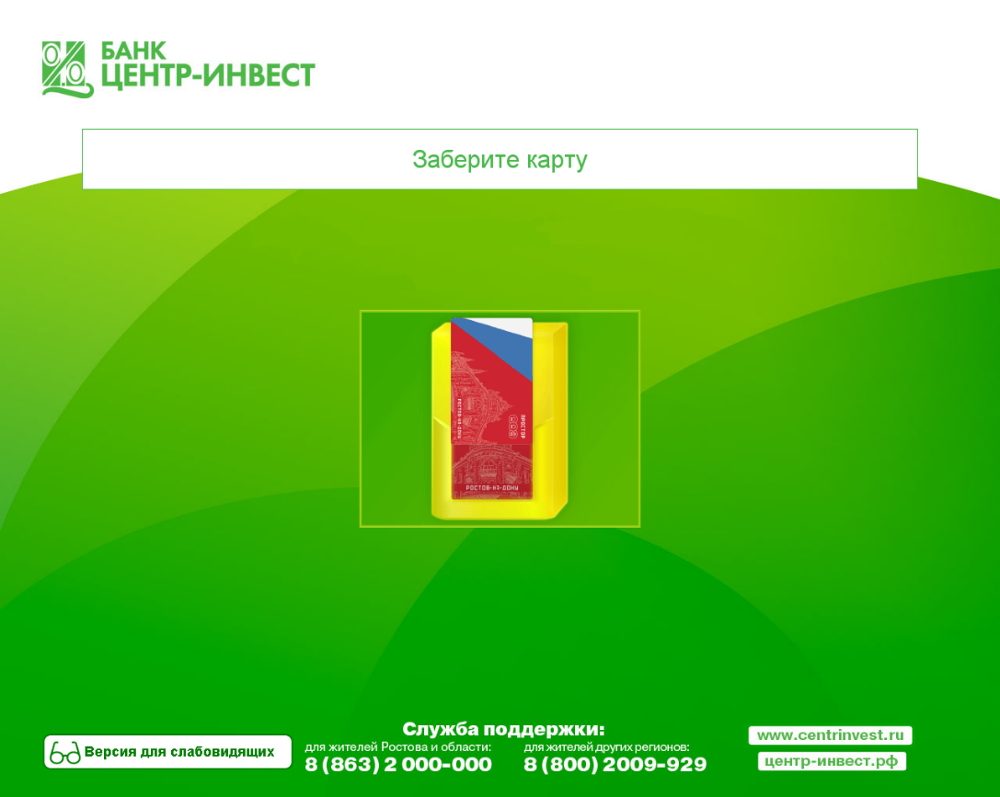 БАНК
ЦЕНТР-ИНВЕСТ
Заберите карту
РОСТОВ-НА-ДОНУ
ПРОСТОР
РОСТОВ-НА-ДОНУ
Служба поддержки:
для жителей Ростова и области:
8 (863) 2 000-000
для жителей других регионов:
8 (800) 2009-929
Версия для слабовидящих
www.centrinvest.ru
центр-инвест.рф